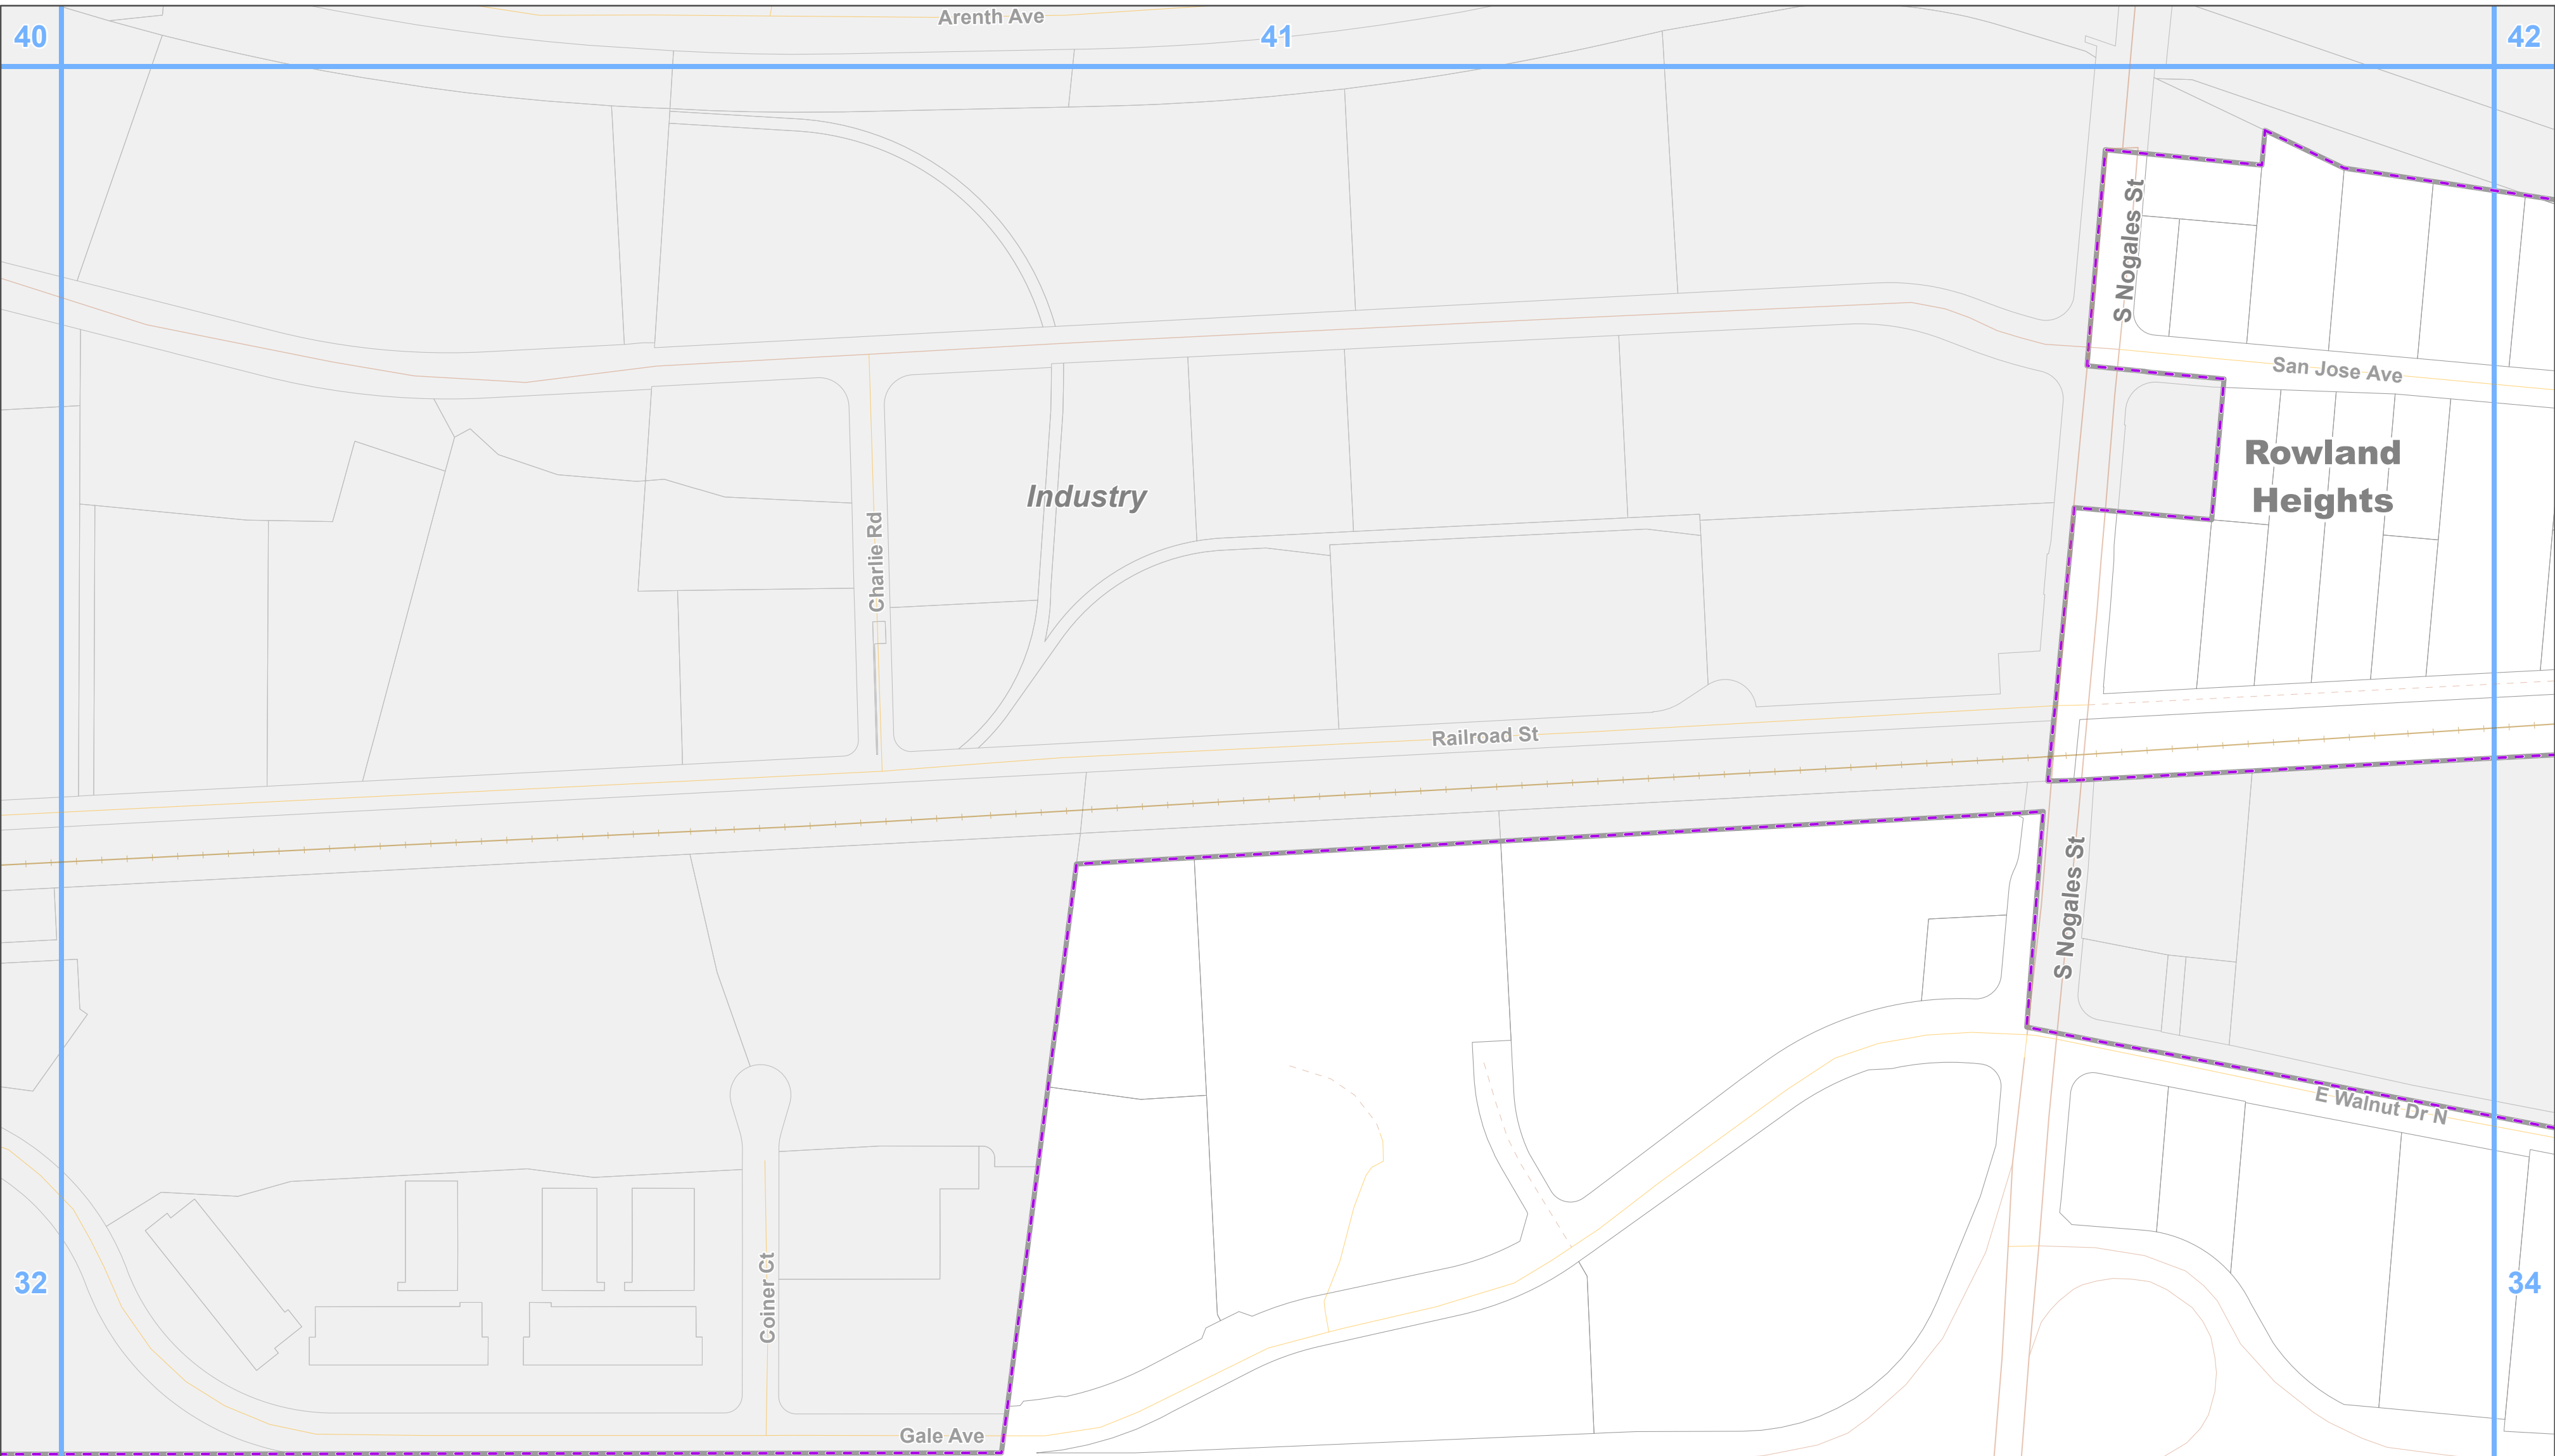 Arenth Ave
40
41
42
S Nogales St
San Jose Ave
Rowland
Heights
Industry
Charlie Rd
Railroad St
S Nogales St
E Walnut Dr N
32
34
Coiner Ct
Gale Ave